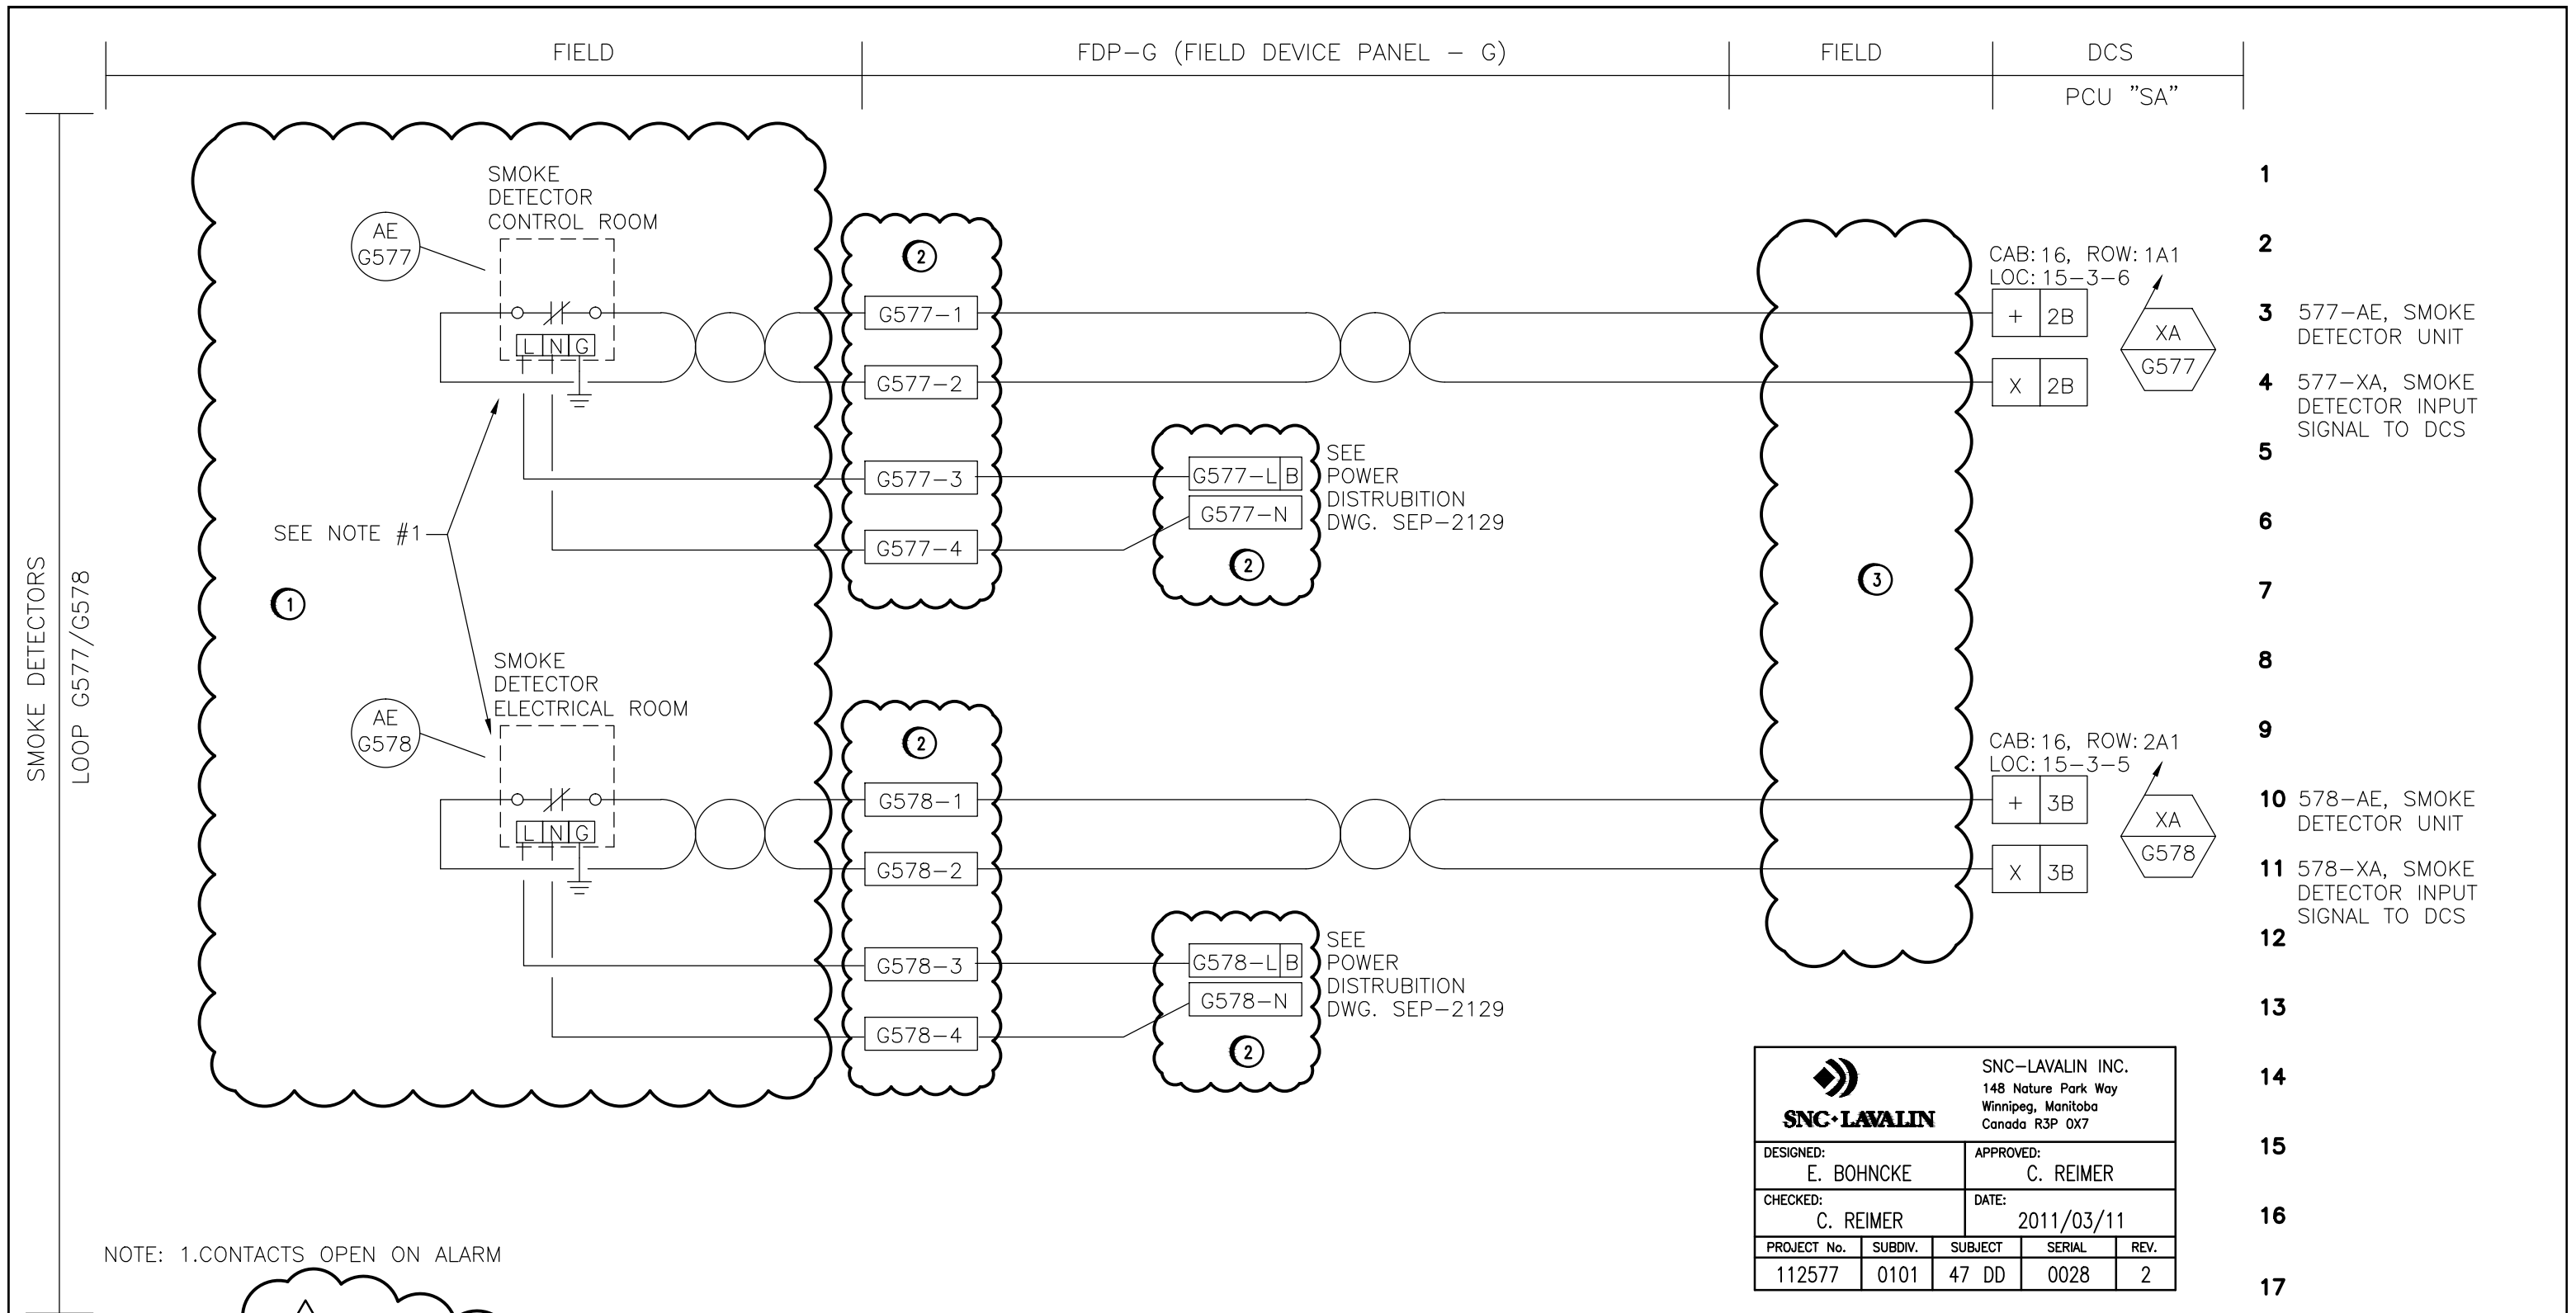 FIELD
FDP-G (FIELD DEVICE PANEL - G)
FIELD
DCS
PCU "SA"
SMOKE DETECTORS
LOOP G577/G578
SMOKE
DETECTOR
CONTROL ROOM
AE
G577
L N G
SEE NOTE #1
1
2
G577-1
G577-2
G577-3
G577-4
G577-L B
G577-N
2
SEE
POWER
DISTRUBITION
DWG. SEP-2129
3
CAB: 16, ROW: 1A1
LOC: 15-3-6
+ 2B
X 2B
XA
G577
SMOKE
DETECTOR
ELECTRICAL ROOM
AE
G578
L N G
2
G578-1
G578-2
G578-3
G578-4
G578-L B
G578-N
2
SEE
POWER
DISTRUBITION
DWG. SEP-2129
CAB: 16, ROW: 2A1
LOC: 15-3-5
+ 3B
X 3B
XA
G578
1
2
3 577-AE, SMOKE
DETECTOR UNIT
4 577-XA, SMOKE
DETECTOR INPUT
SIGNAL TO DCS
5
6
7
8
9
10 578-AE, SMOKE
DETECTOR UNIT
11 578-XA, SMOKE
DETECTOR INPUT
SIGNAL TO DCS
12
13
14
15
16
17
SNC-LAVALIN
SNC-LAVALIN INC.
148 Nature Park Way
Winnipeg, Manitoba
Canada R3P 0X7
DESIGNED:
E. BOHNCKE
APPROVED:
C. REIMER
CHECKED:
C. REIMER
DATE:
2011/03/11
PROJECT No. SUBDIV. SUBJECT SERIAL REV.
112577 0101 47 DD 0028 2
NOTE: 1.CONTACTS OPEN ON ALARM